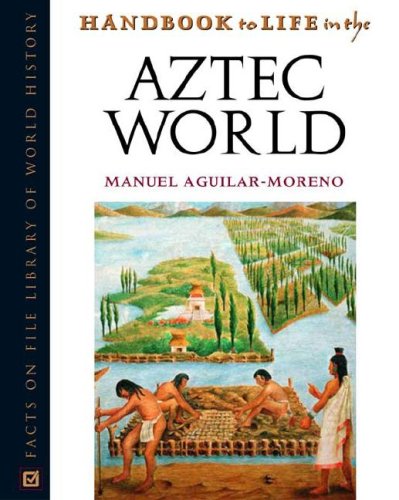 HANDBOOK to LIFE in the
AZTEC
WORLD
MANUEL AGUILAR-MORENO
FACTS ON FILE LIBRARY OF WORLD HISTORY